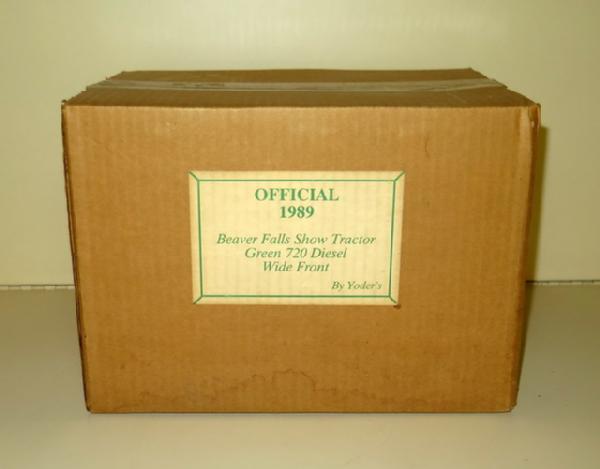 OFFICIAL
1989
Beaver Falls Show Tractor
Green 720 Diesel
Wide Front
By Yoder's